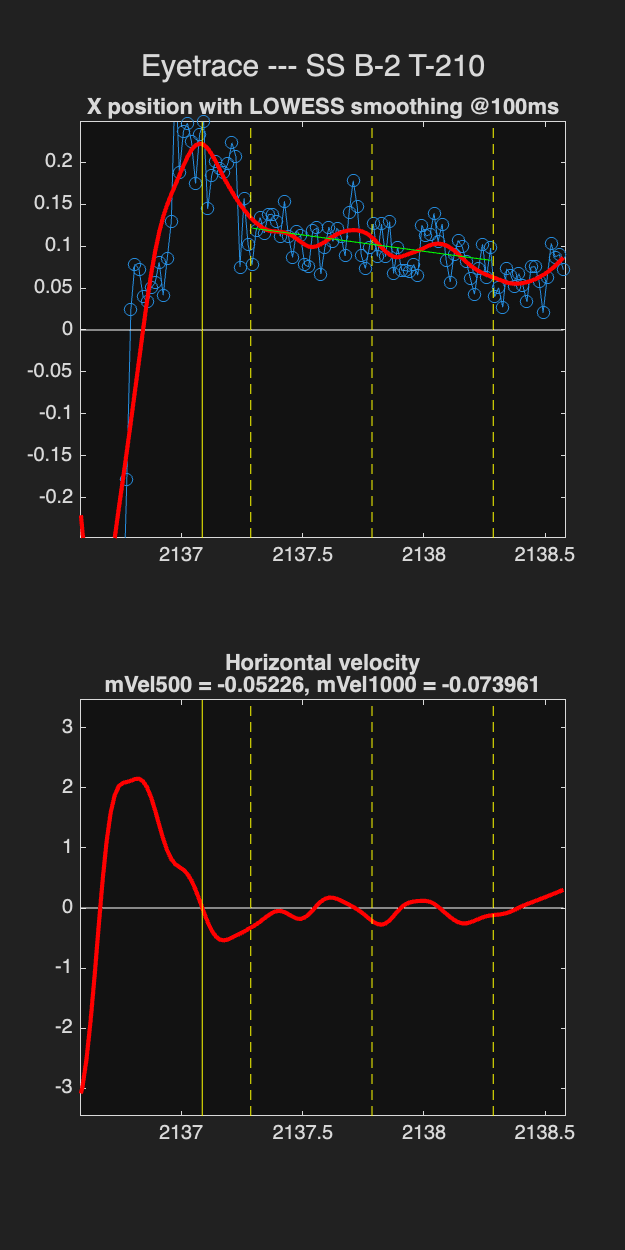 Eyetrace --- SS B-2 T-210
X position with LOWESS smoothing @100ms
0.2
0.15
0.1
0.05
0
-0.05
-0.1
-0.15
-0.2
2137 2137.5 2138 2138.5
Horizontal velocity
mVel500 = -0.05226, mVel1000 = -0.073961
3
2
1
0
-1
-2
-3
2137 2137.5 2138 2138.5